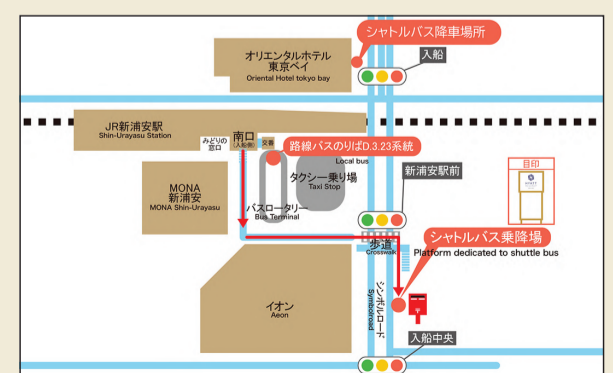 シャトルバス降車場所
オリエンタルホテル
東京ベイ
Oriental Hotel tokyo bay
入船
JR新浦安駅
Shin-Urayasu Station
みどりの
窓口
南口
(入船側)
交番
路線バスのりばD.3.23系統
Local bus
タクシー乗り場
Taxi Stop
新浦安駅前
目印
MONA
新浦安
MONA Shin-Urayasu
バスロータリー
Bus Terminal
シャトルバス乗降場
Platform dedicated to shuttle bus
歩道
Crosswalk
イオン
Aeon
シンボルロード
Symbolroad
〒
入船中央